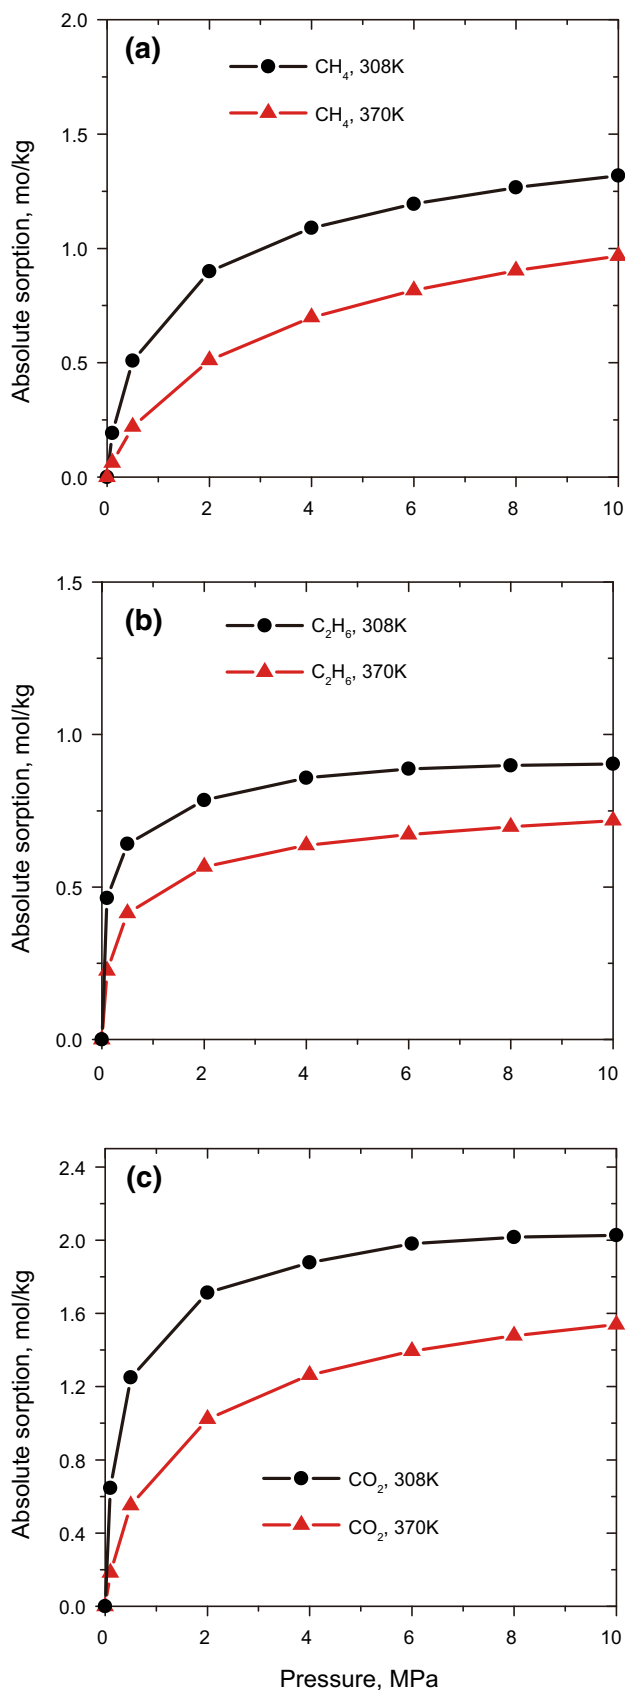 (a)
CH₄, 308K
CH₄, 370K
Absolute sorption, mo/kg
2.0
1.5
1.0
0.5
0.0
0 2 4 6 8 10
(b)
C₂H₆, 308K
C₂H₆, 370K
Absolute sorption, mol/kg
1.5
1.0
0.5
0.0
0 2 4 6 8 10
(c)
Absolute sorption, mol/kg
2.4
2.0
1.6
1.2
0.8
0.4
0.0
CO₂, 308K
CO₂, 370K
0 2 4 6 8 10
Pressure, MPa